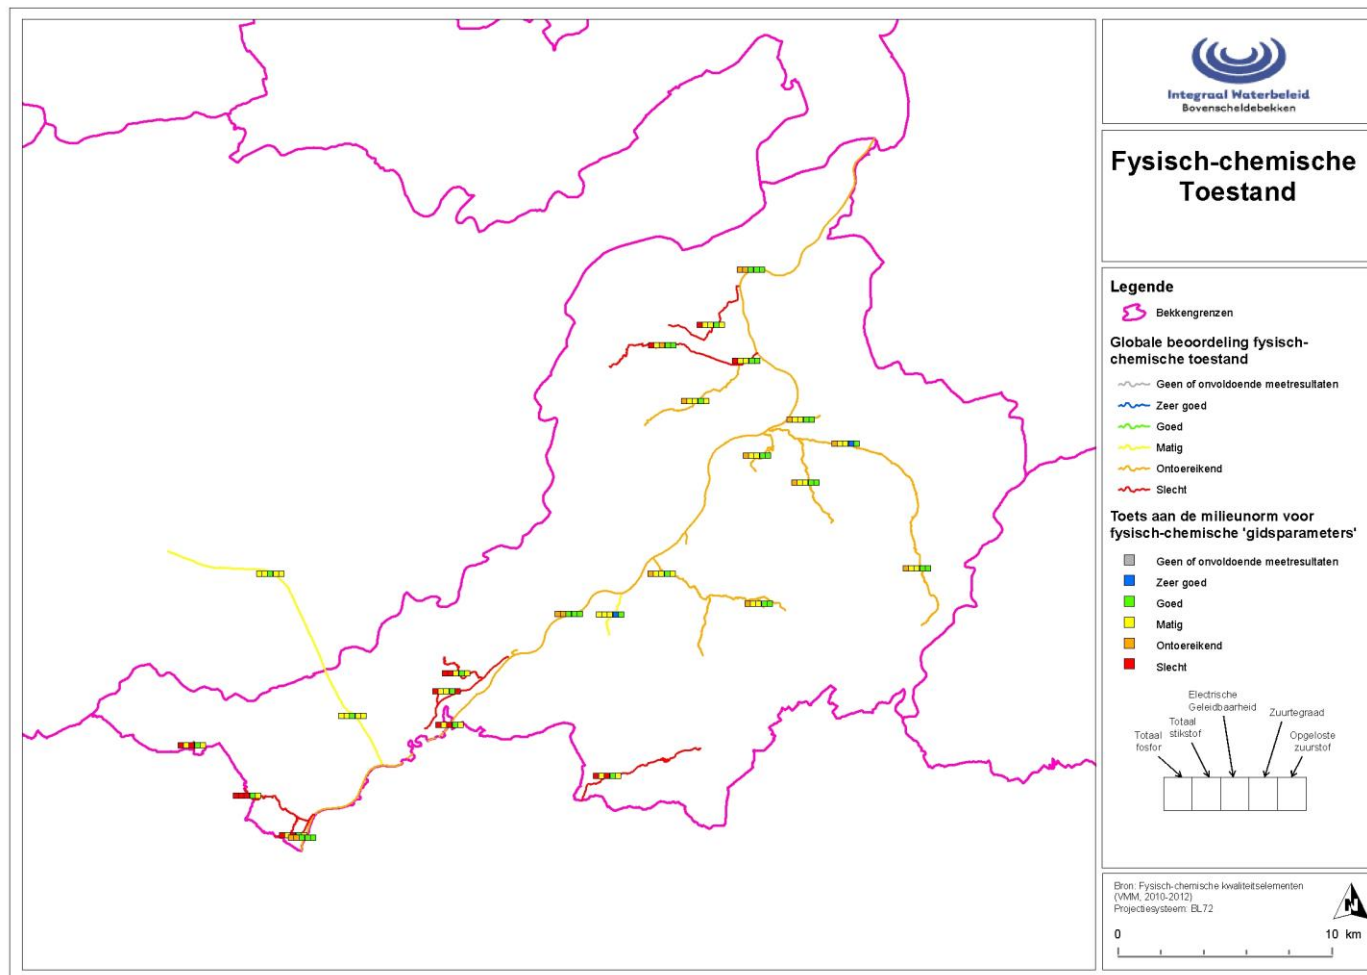 Integraal Waterbeleid
Bovenscheldebekken
Fysisch-chemische
Toestand
Legende
Bekkengrenzen
Globale beoordeling fysisch-
chemische toestand
Geen of onvoldoende meetresultaten
Zeer goed
Goed
Matig
Ontoereikend
Slecht
Toets aan de milieunorm voor
fysisch-chemische 'gidsparameters'
Geen of onvoldoende meetresultaten
Zeer goed
Goed
Matig
Ontoereikend
Slecht
Electrische
Geleidbaarheid
Zuurtegraad
Totaal
stikstof
Totaal
fosfor
Opgeloste
zuurstof
Bron: Fysisch-chemische kwaliteitselementen
(VMM, 2010-2012)
Projectiesysteem: BL72
N
0 10 km